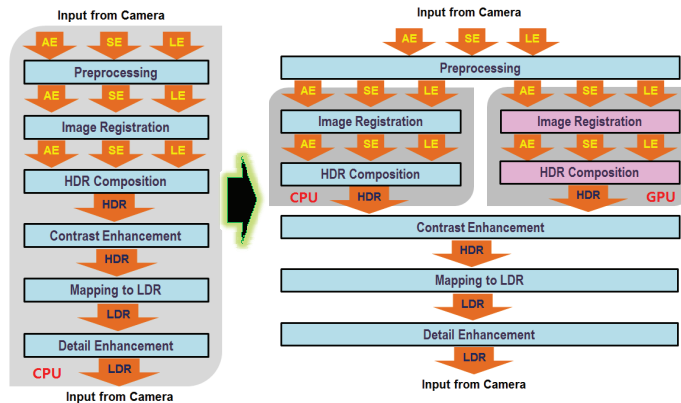 Input from Camera
AE SE LE
Preprocessing
AE SE LE
Image Registration
AE SE LE
HDR Composition
HDR
Contrast Enhancement
HDR
Mapping to LDR
LDR
Detail Enhancement
CPU LDR
Input from Camera
Input from Camera
AE SE LE
Preprocessing
AE SE LE
Image Registration
AE SE LE
HDR Composition
CPU HDR
AE SE LE
Image Registration
AE SE LE
HDR Composition
HDR GPU
Contrast Enhancement
HDR
Mapping to LDR
LDR
Detail Enhancement
LDR
Input from Camera